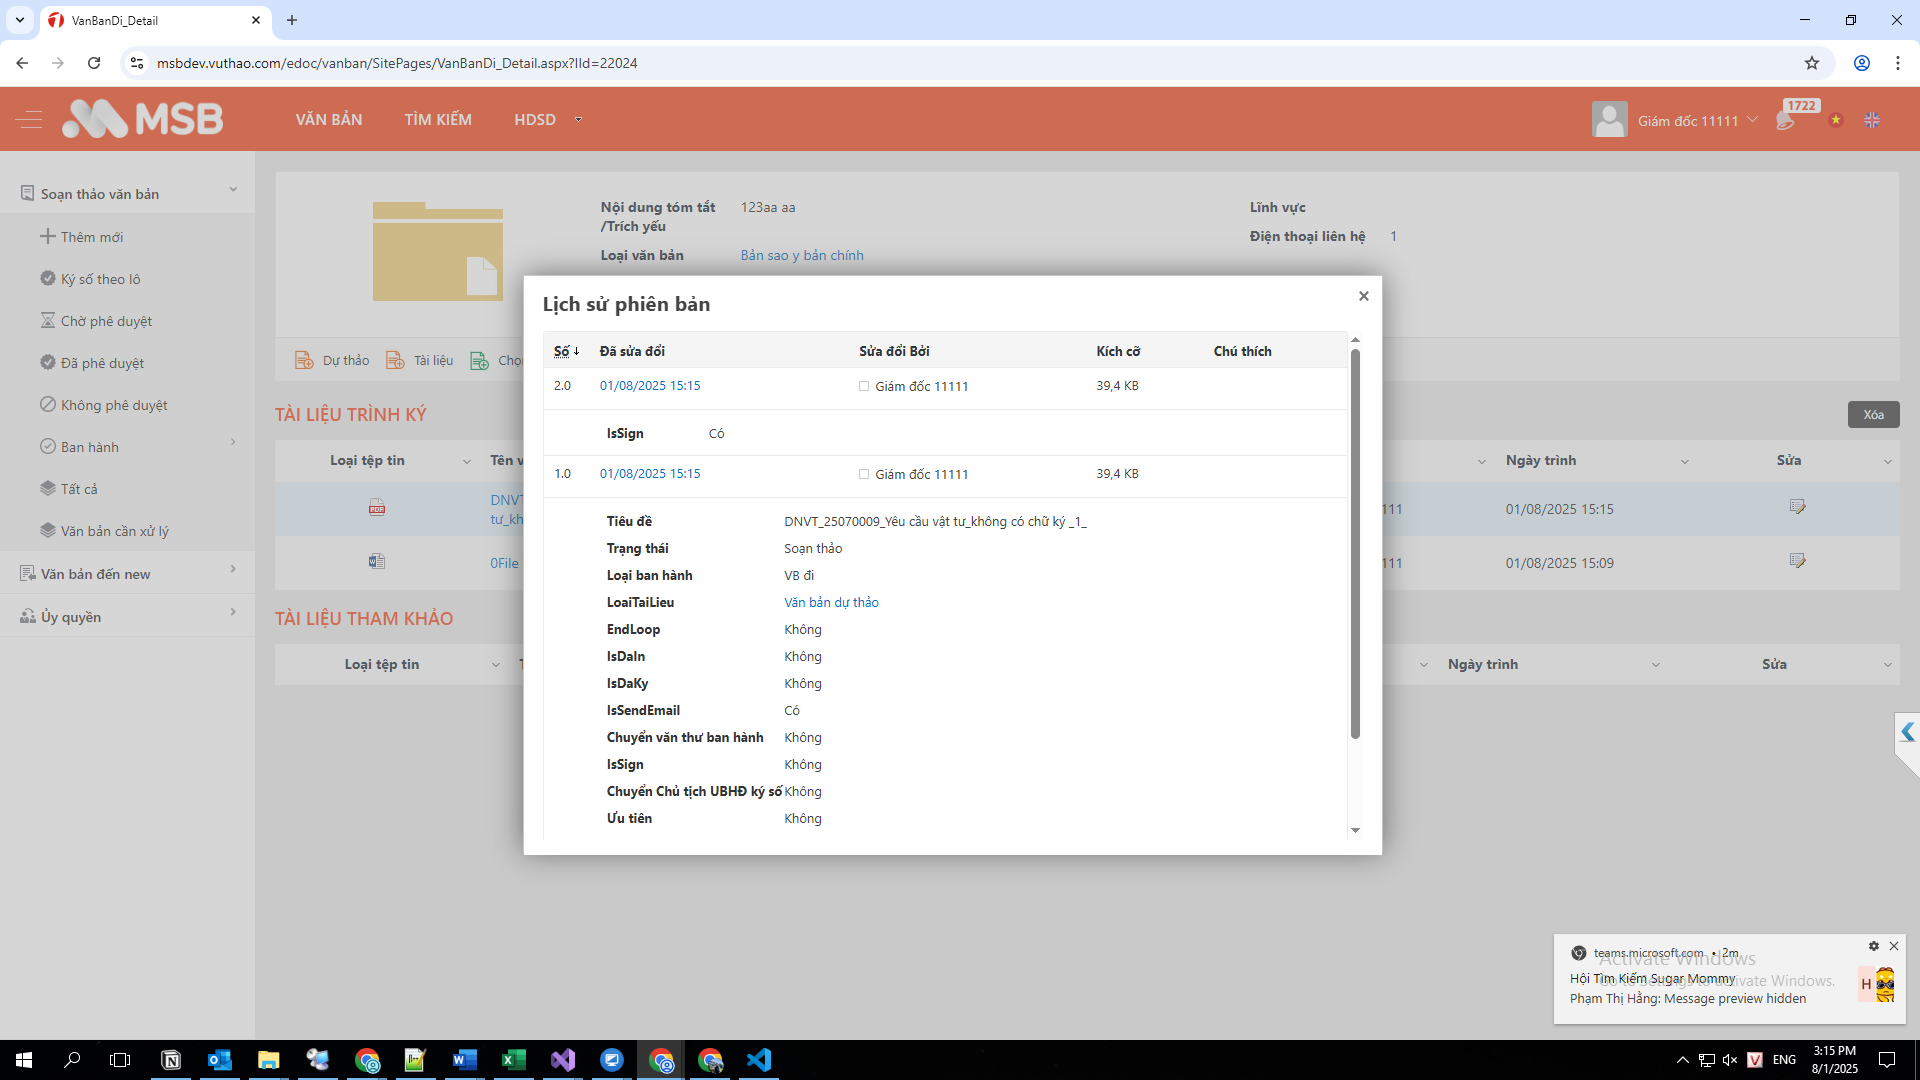 VanBanDi_Detail
msbdev.vuthao.com/edoc/vanban/SitePages/VanBanDi_Detail.aspx?IId=22024
MSB
VĂN BẢN
TÌM KIẾM
HDSD
Giám đốc 11111
1722
Soạn thảo văn bản
Thêm mới
Ký số theo lô
Chờ phê duyệt
Đã phê duyệt
Không phê duyệt
Ban hành
Tất cả
Văn bản cần xử lý
Văn bản đến new
Ủy quyền
Nội dung tóm tắt
/Trích yếu
123aa aa
Loại văn bản
Bản sao y bản chính
Lĩnh vực
Điện thoại liên hệ
1
Dự thảo
Tài liệu
TÀI LIỆU TRÌNH KÝ
Xóa
Loại tệp tin
Tên v
Ngày trình
Sửa
PDF
DNVT
tư_kh
111
01/08/2025 15:15
0File
111
01/08/2025 15:09
TÀI LIỆU THAM KHẢO
Loại tệp tin
Ngày trình
Sửa
Lịch sử phiên bản
Số
Đã sửa đổi
Sửa đổi Bởi
Kích cỡ
Chú thích
2.0
01/08/2025 15:15
Giám đốc 11111
39,4 KB
IsSign
Có
1.0
01/08/2025 15:15
Giám đốc 11111
39,4 KB
Tiêu đề
DNVT_25070009_Yêu cầu vật tư_không có chữ ký _1_
Trạng thái
Soạn thảo
Loại ban hành
VB đi
LoaiTaiLieu
Văn bản dự thảo
EndLoop
Không
IsDaIn
Không
IsDaKy
Không
IsSendEmail
Có
Chuyển văn thư ban hành
Không
IsSign
Không
Chuyển Chủ tịch UBHĐ ký số
Không
Ưu tiên
Không
teams.microsoft.com • 2m
Hội Tìm Kiếm Sugar Mommy
Phạm Thị Hằng: Message preview hidden
H
Activate Windows
Go to Settings to activate Windows.
ENG
3:15 PM
8/1/2025